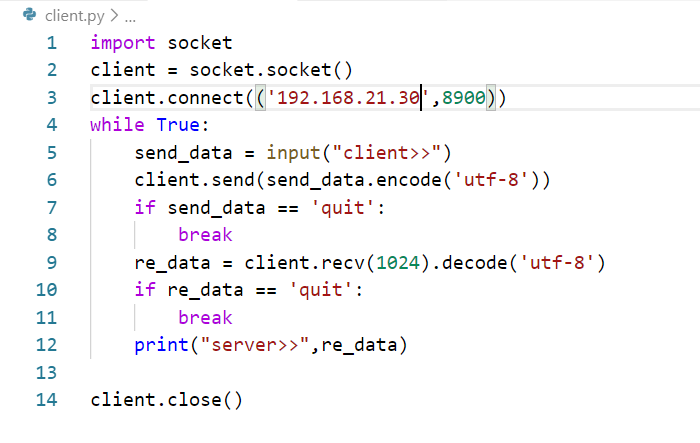 client.py > ...
1 import socket
2 client = socket.socket()
3 client.connect(('192.168.21.30',8900))
4 while True:
5     send_data = input("client>>")
6     client.send(send_data.encode('utf-8'))
7     if send_data == 'quit':
8         break
9     re_data = client.recv(1024).decode('utf-8')
10     if re_data == 'quit':
11         break
12     print("server>>",re_data)
13
14 client.close()